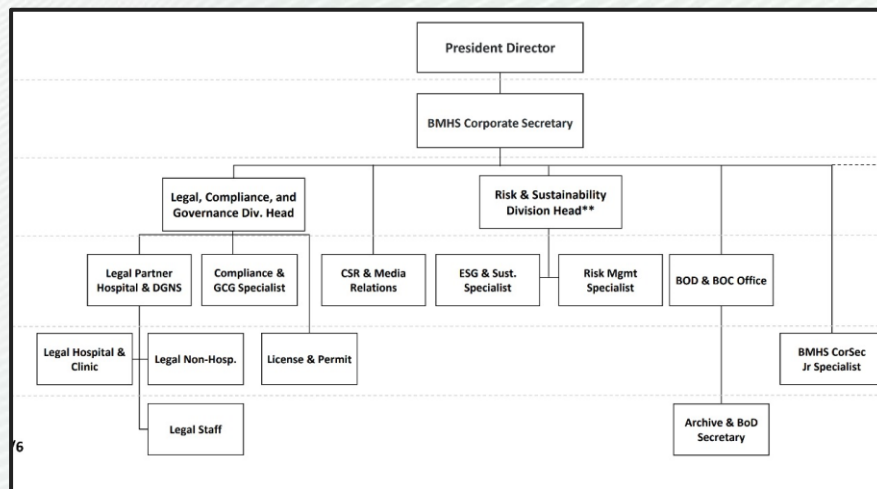 President Director
BMHS Corporate Secretary
Legal, Compliance, and
Governance Div. Head
Risk & Sustainability
Division Head**
Legal Partner
Hospital & DGNS
Compliance &
GCG Specialist
CSR & Media
Relations
ESG & Sust.
Specialist
Risk Mgmt
Specialist
BOD & BOC Office
Legal Hospital &
Clinic
Legal Non-Hosp.
License & Permit
BMHS CorSec
Jr Specialist
Legal Staff
Archive & BoD
Secretary
/6